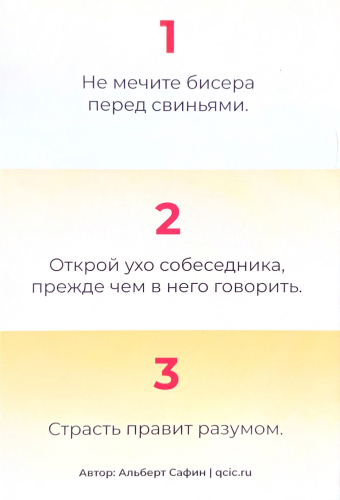 1
Не мечите бисера
перед свиньями.
2
Открой ухо собеседника,
прежде чем в него говорить.
3
Страсть правит разумом.
Автор: Альберт Сафин | qcic.ru